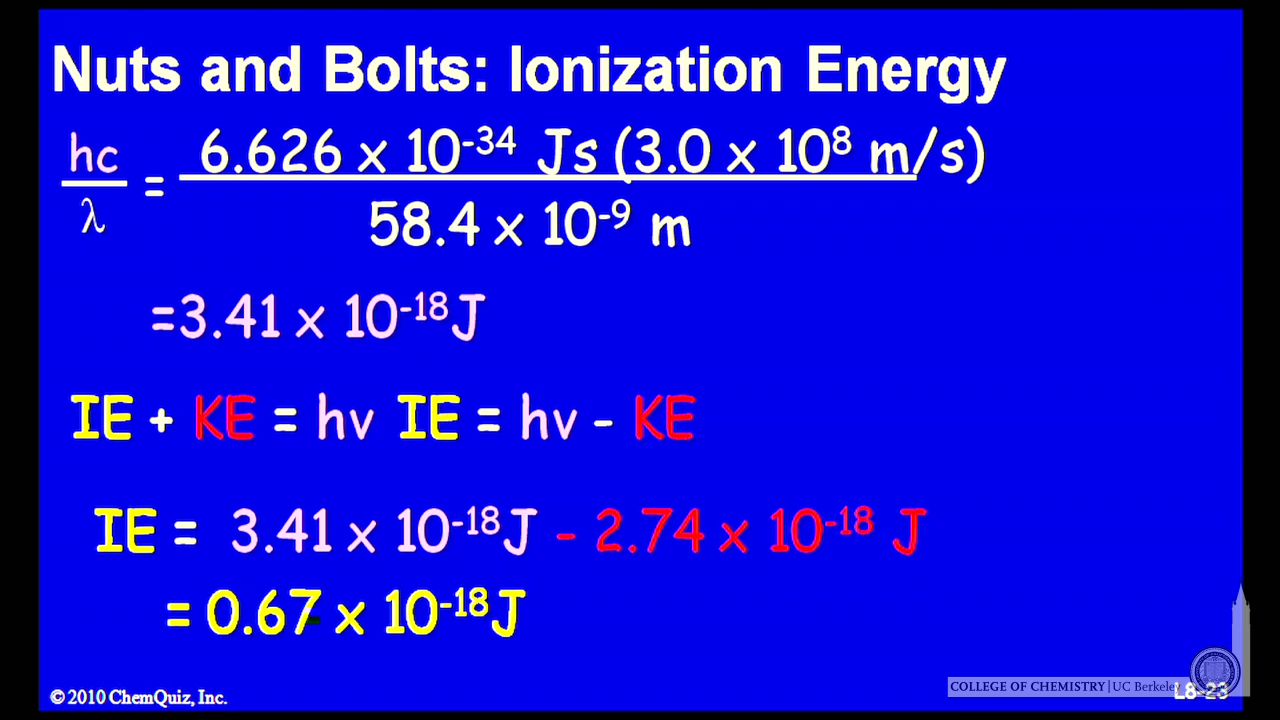 Nuts and Bolts: Ionization Energy
hc/λ = 6.626 x 10⁻³⁴ Js (3.0 x 10⁸ m/s)/58.4 x 10⁻⁹ m
=3.41 x 10⁻¹⁸J
IE + KE = hν IE = hν - KE
IE = 3.41 x 10⁻¹⁸J - 2.74 x 10⁻¹⁸ J
= 0.67 x 10⁻¹⁸J
© 2010 ChemQuiz, Inc.
COLLEGE OF CHEMISTRY | UC Berkeley
L8-23